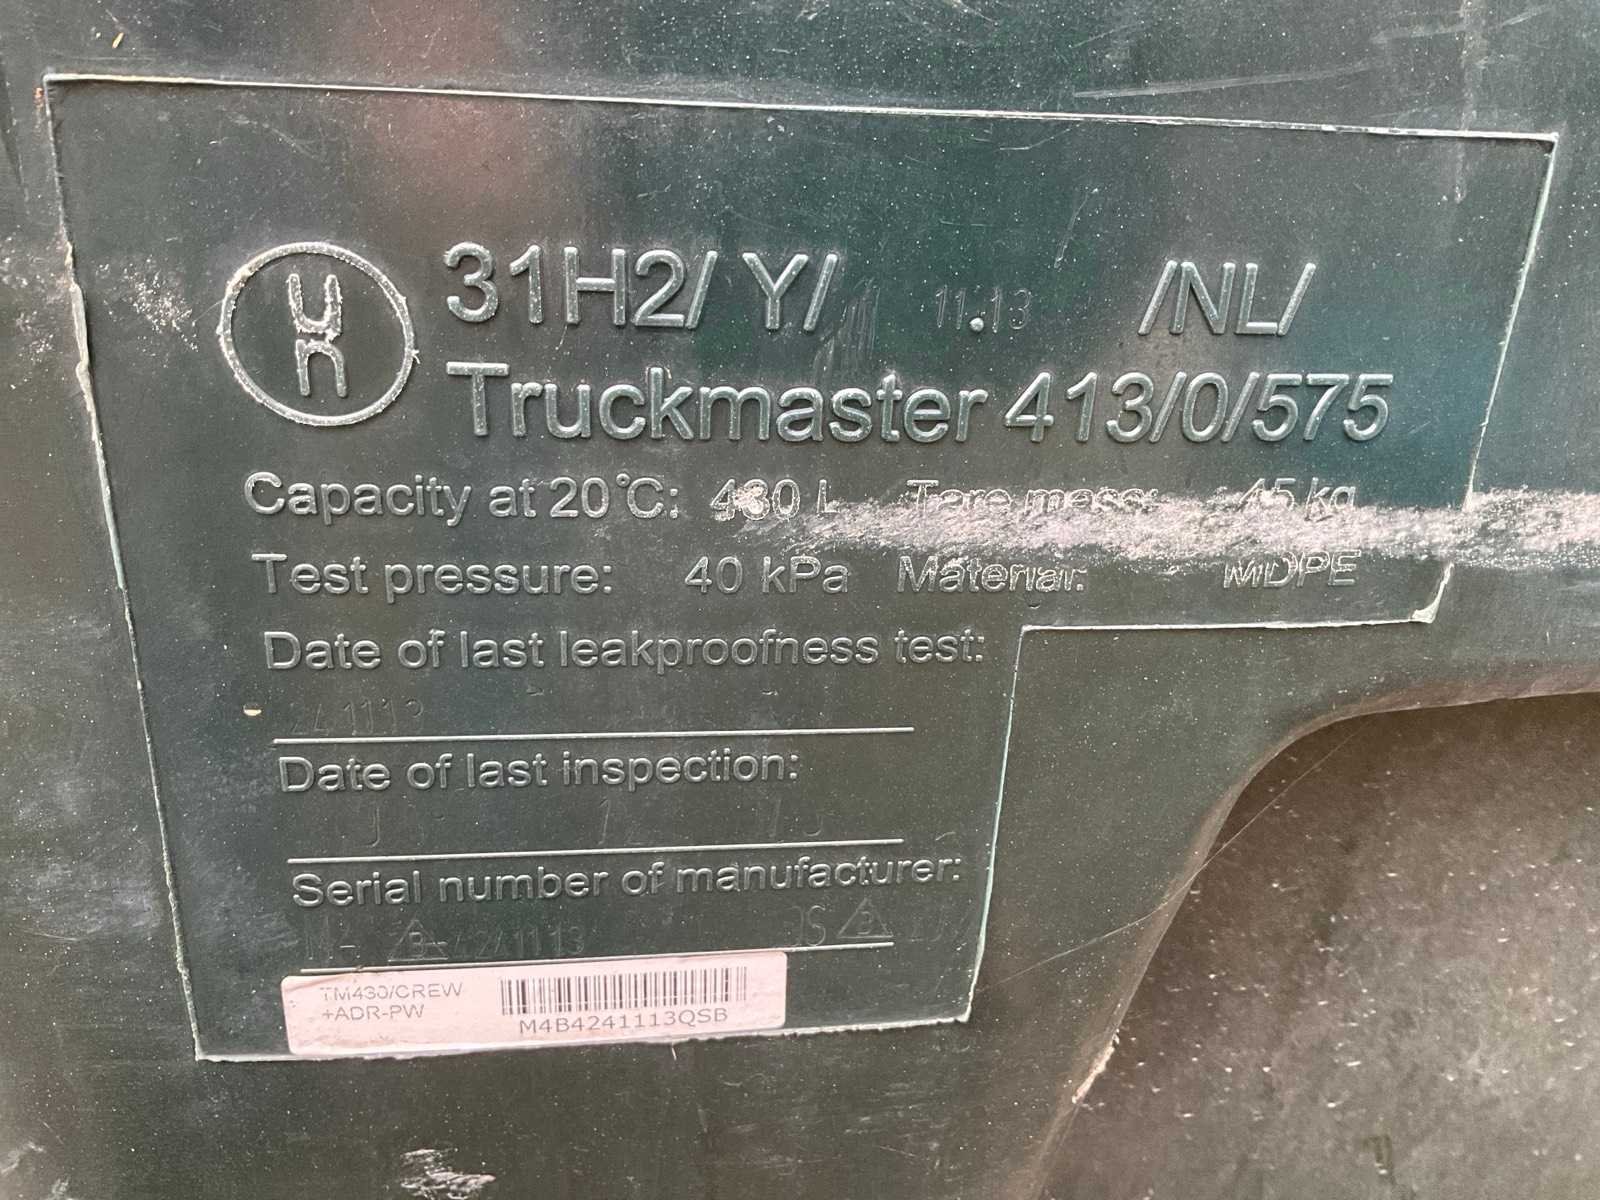 un
31H2/ Y/ 11.13 /NL/
Truckmaster 413/0/575
Capacity at 20°C: 430 L Tare mass: 45 kg
Test pressure: 40 kPa Material: MDPE
Date of last leakproofness test:
241113
Date of last inspection:
Serial number of manufacturer:
TM430/CREW
+ADR-PW
M4B4241113QSB